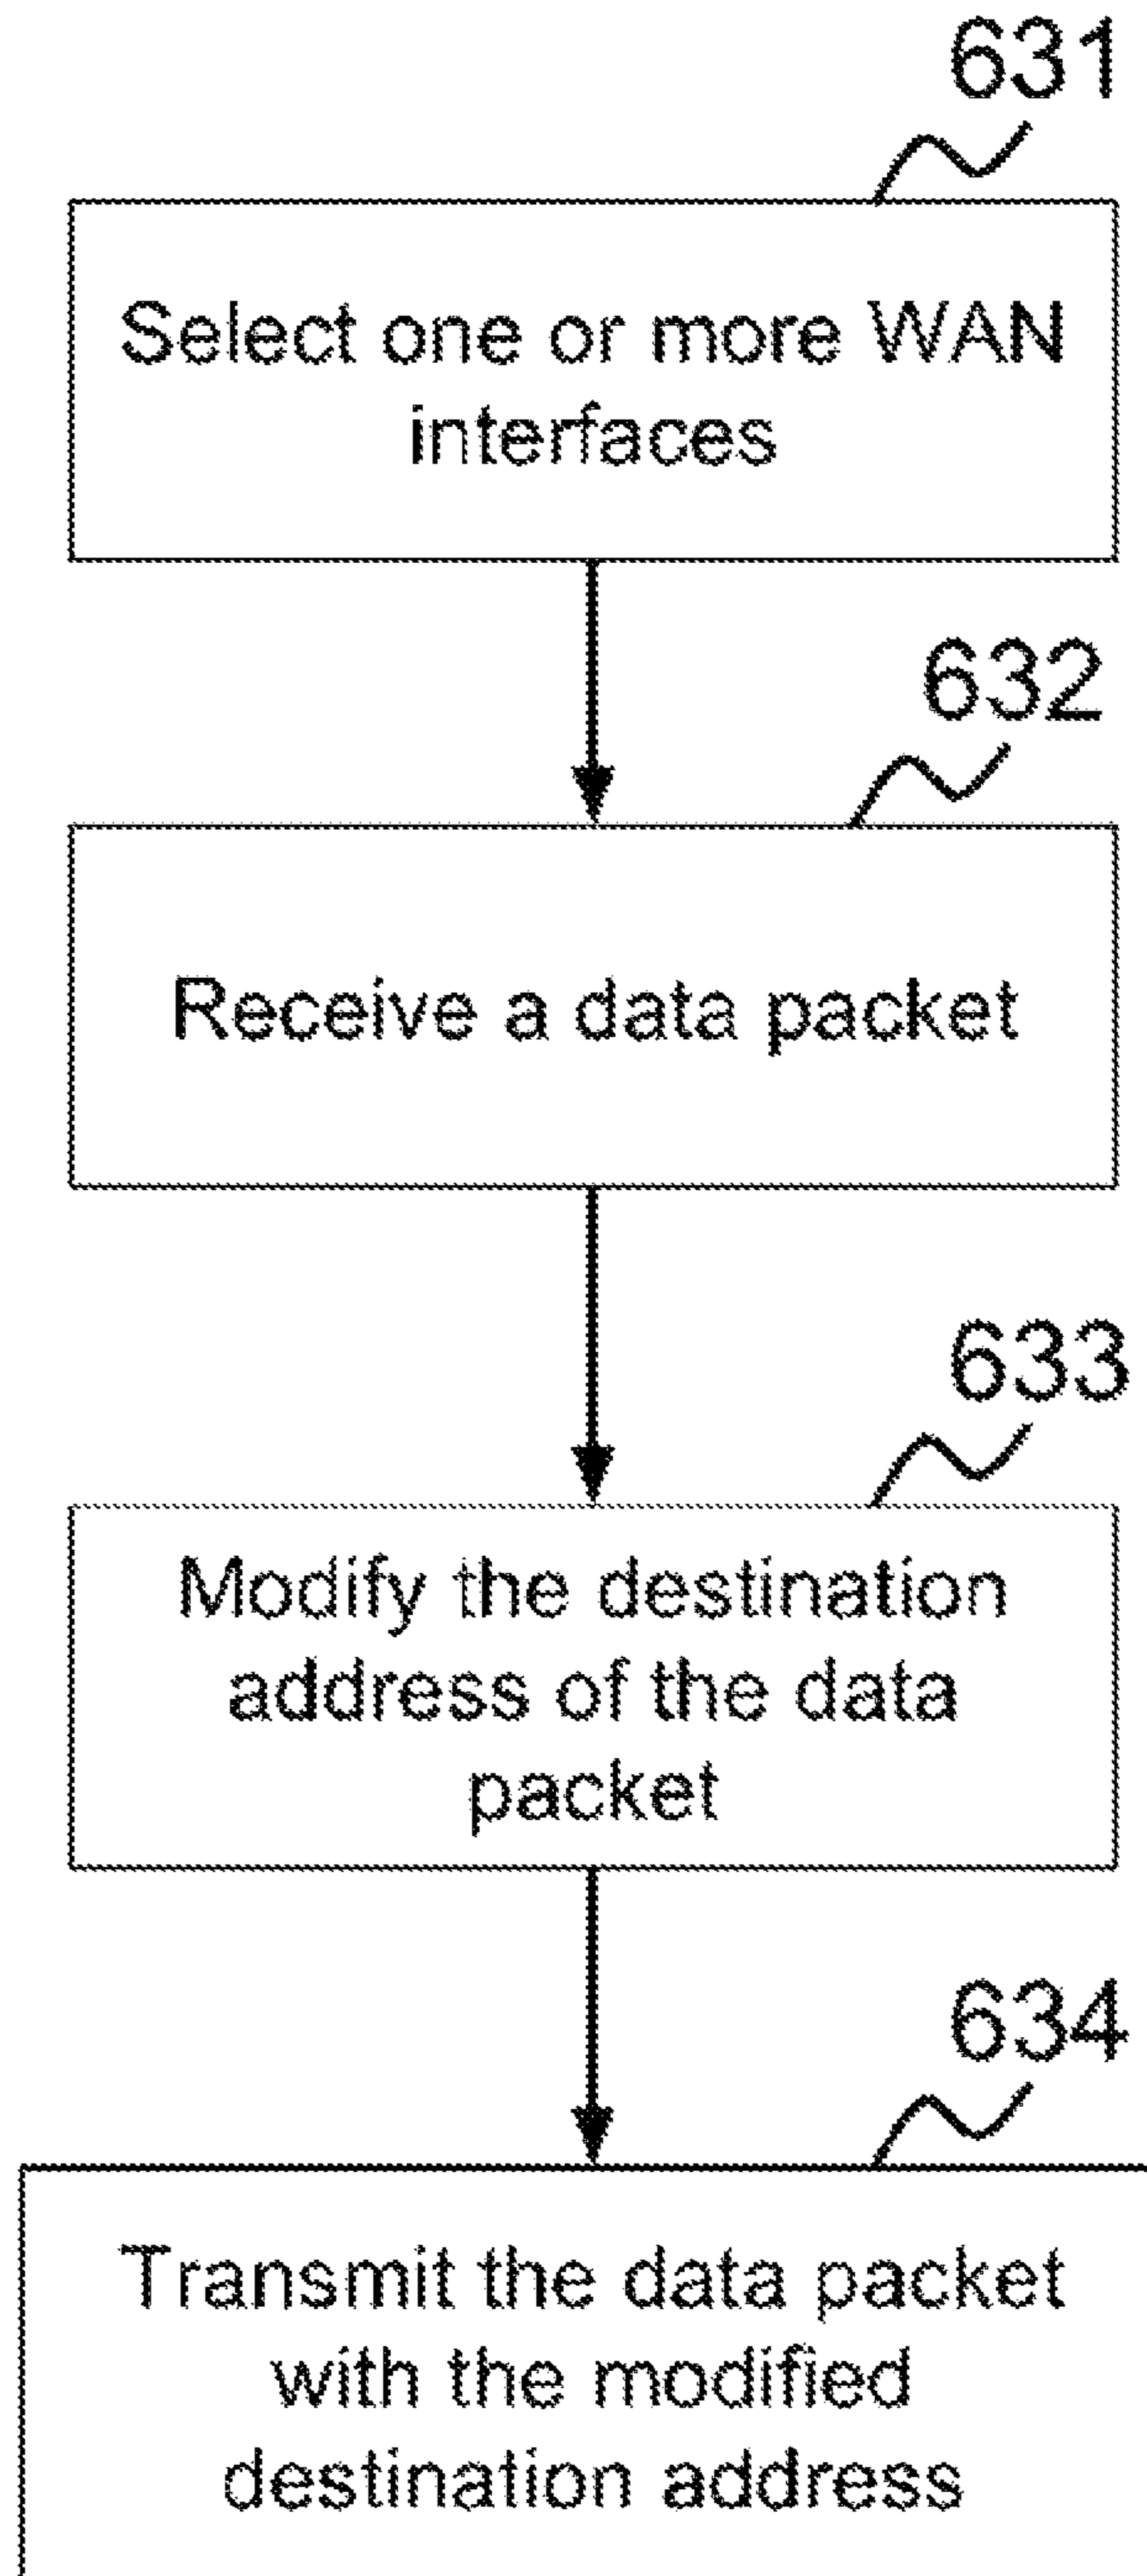 631
Select one or more WAN
interfaces
632
Receive a data packet
633
Modify the destination
address of the data
packet
634
Transmit the data packet
with the modified
destination address